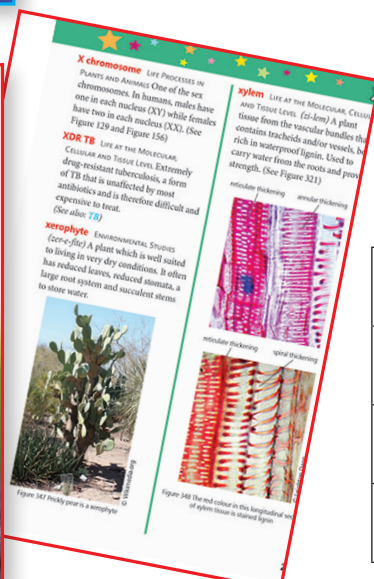 X chromosome LIFE PROCESSES IN
PLANTS AND ANIMALS One of the sex
chromosomes. In humans, males have
one in each nucleus (XY) while females
have two in each nucleus (XX). (See
Figure 129 and Figure 156)
XDR TB LIFE AT THE MOLECULAR,
CELLULAR AND TISSUE LEVEL Extremely
drug-resistant tuberculosis, a form
of TB that is unaffected by most
antibiotics and is therefore difficult and
expensive to treat.
(See also: TB)
xerophyte ENVIRONMENTAL STUDIES
(zer-e-fite) A plant which is well suited
to living in very dry conditions. It often
has reduced leaves, reduced stomata, a
large root system and succulent stems
to store water.
© Wikimedia.org
Figure 347 Prickly pear is a xerophyte
xylem LIFE AT THE MOLECULAR, CELLU
AND TISSUE LEVEL (zi-lem) A plant
tissue from the vascular bundles tha
contains tracheids and/or vessels, b
rich in waterproof lignin. Used to
carry water from the roots and prov
strength. (See Figure 321)
reticulate thickening
annular thickening
reticulate thickening
spiral thickening
Figure 348 The red colour in this longitudinal sec
of xylem tissue is stained lignin